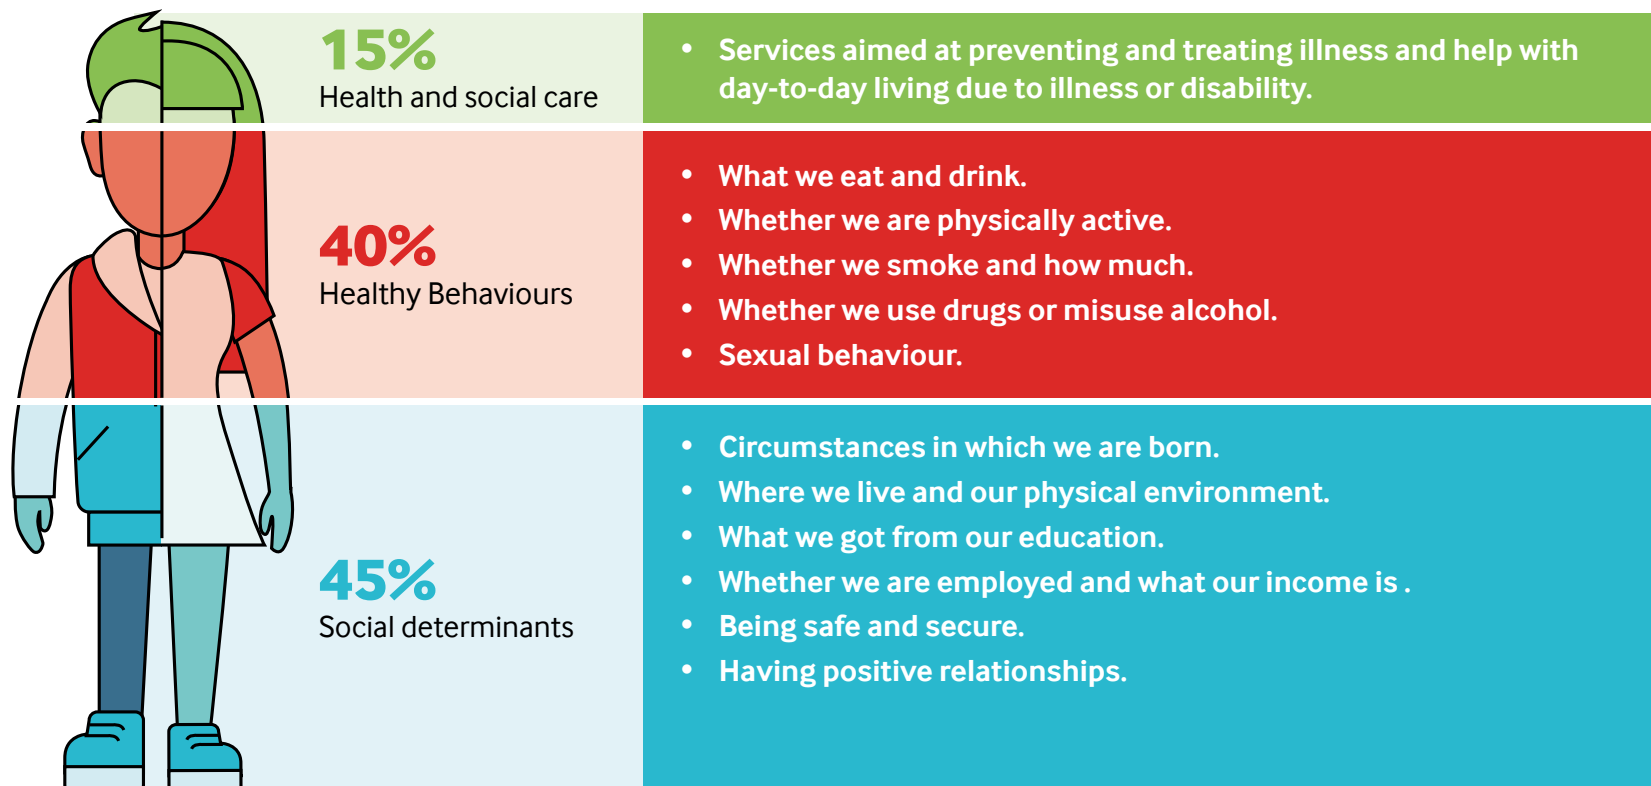 15%
Health and social care
• Services aimed at preventing and treating illness and help with
day-to-day living due to illness or disability.
40%
Healthy Behaviours
• What we eat and drink.
• Whether we are physically active.
• Whether we smoke and how much.
• Whether we use drugs or misuse alcohol.
• Sexual behaviour.
45%
Social determinants
• Circumstances in which we are born.
• Where we live and our physical environment.
• What we got from our education.
• Whether we are employed and what our income is .
• Being safe and secure.
• Having positive relationships.